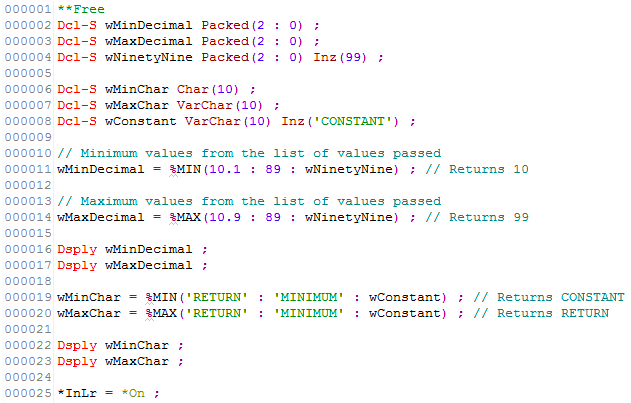 000001 **Free
000002 Dcl-S wMinDecimal Packed(2 : 0) ;
000003 Dcl-S wMaxDecimal Packed(2 : 0) ;
000004 Dcl-S wNinetyNine Packed(2 : 0) Inz(99) ;
000005
000006 Dcl-S wMinChar Char(10) ;
000007 Dcl-S wMaxChar VarChar(10) ;
000008 Dcl-S wConstant VarChar(10) Inz('CONSTANT') ;
000009
000010 // Minimum values from the list of values passed
000011 wMinDecimal = %MIN(10.1 : 89 : wNinetyNine) ; // Returns 10
000012
000013 // Maximum values from the list of values passed
000014 wMaxDecimal = %MAX(10.9 : 89 : wNinetyNine) ; // Returns 99
000015
000016 Dsply wMinDecimal ;
000017 Dsply wMaxDecimal ;
000018
000019 wMinChar = %MIN('RETURN' : 'MINIMUM' : wConstant) ; // Returns CONSTANT
000020 wMaxChar = %MAX('RETURN' : 'MINIMUM' : wConstant) ; // Returns RETURN
000021
000022 Dsply wMinChar ;
000023 Dsply wMaxChar ;
000024
000025 *InLr = *On ;